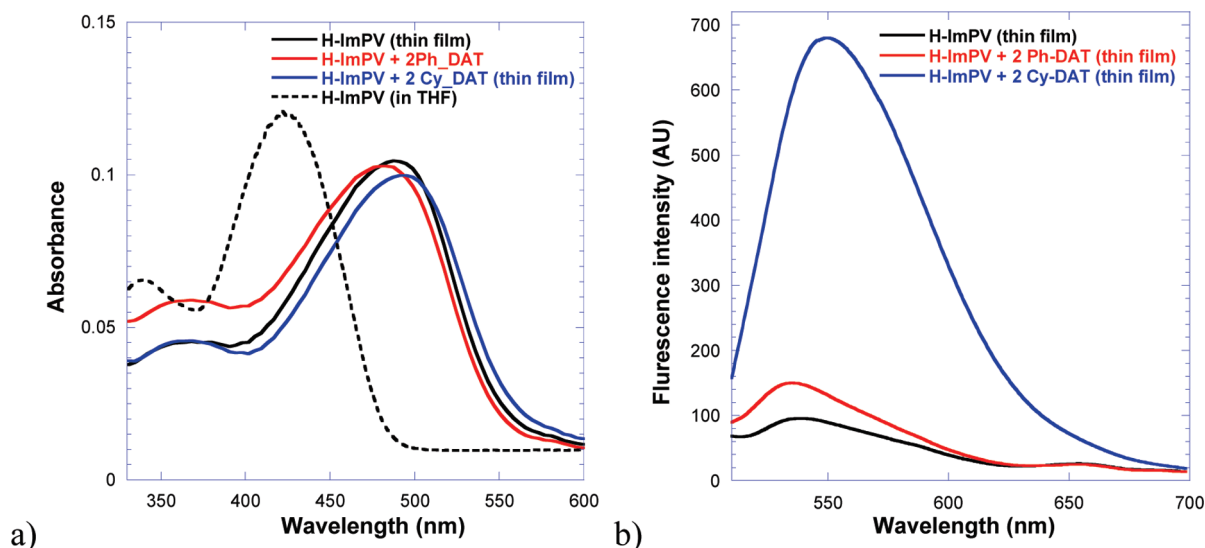 0.15
H-ImPV (thin film)
H-ImPV + 2Ph_DAT
H-ImPV + 2 Cy_DAT (thin film)
H-ImPV (in THF)
0.1
0.05
0
Absorbance
350 400 450 500 550 600
Wavelength (nm)
a)
700
600
500
400
300
200
100
0
H-ImPV (thin film)
H-ImPV + 2 Ph-DAT (thin film)
H-ImPV + 2 Cy-DAT (thin film)
Flurescence intensity (AU)
550 600 650 700
Wavelength (nm)
b)